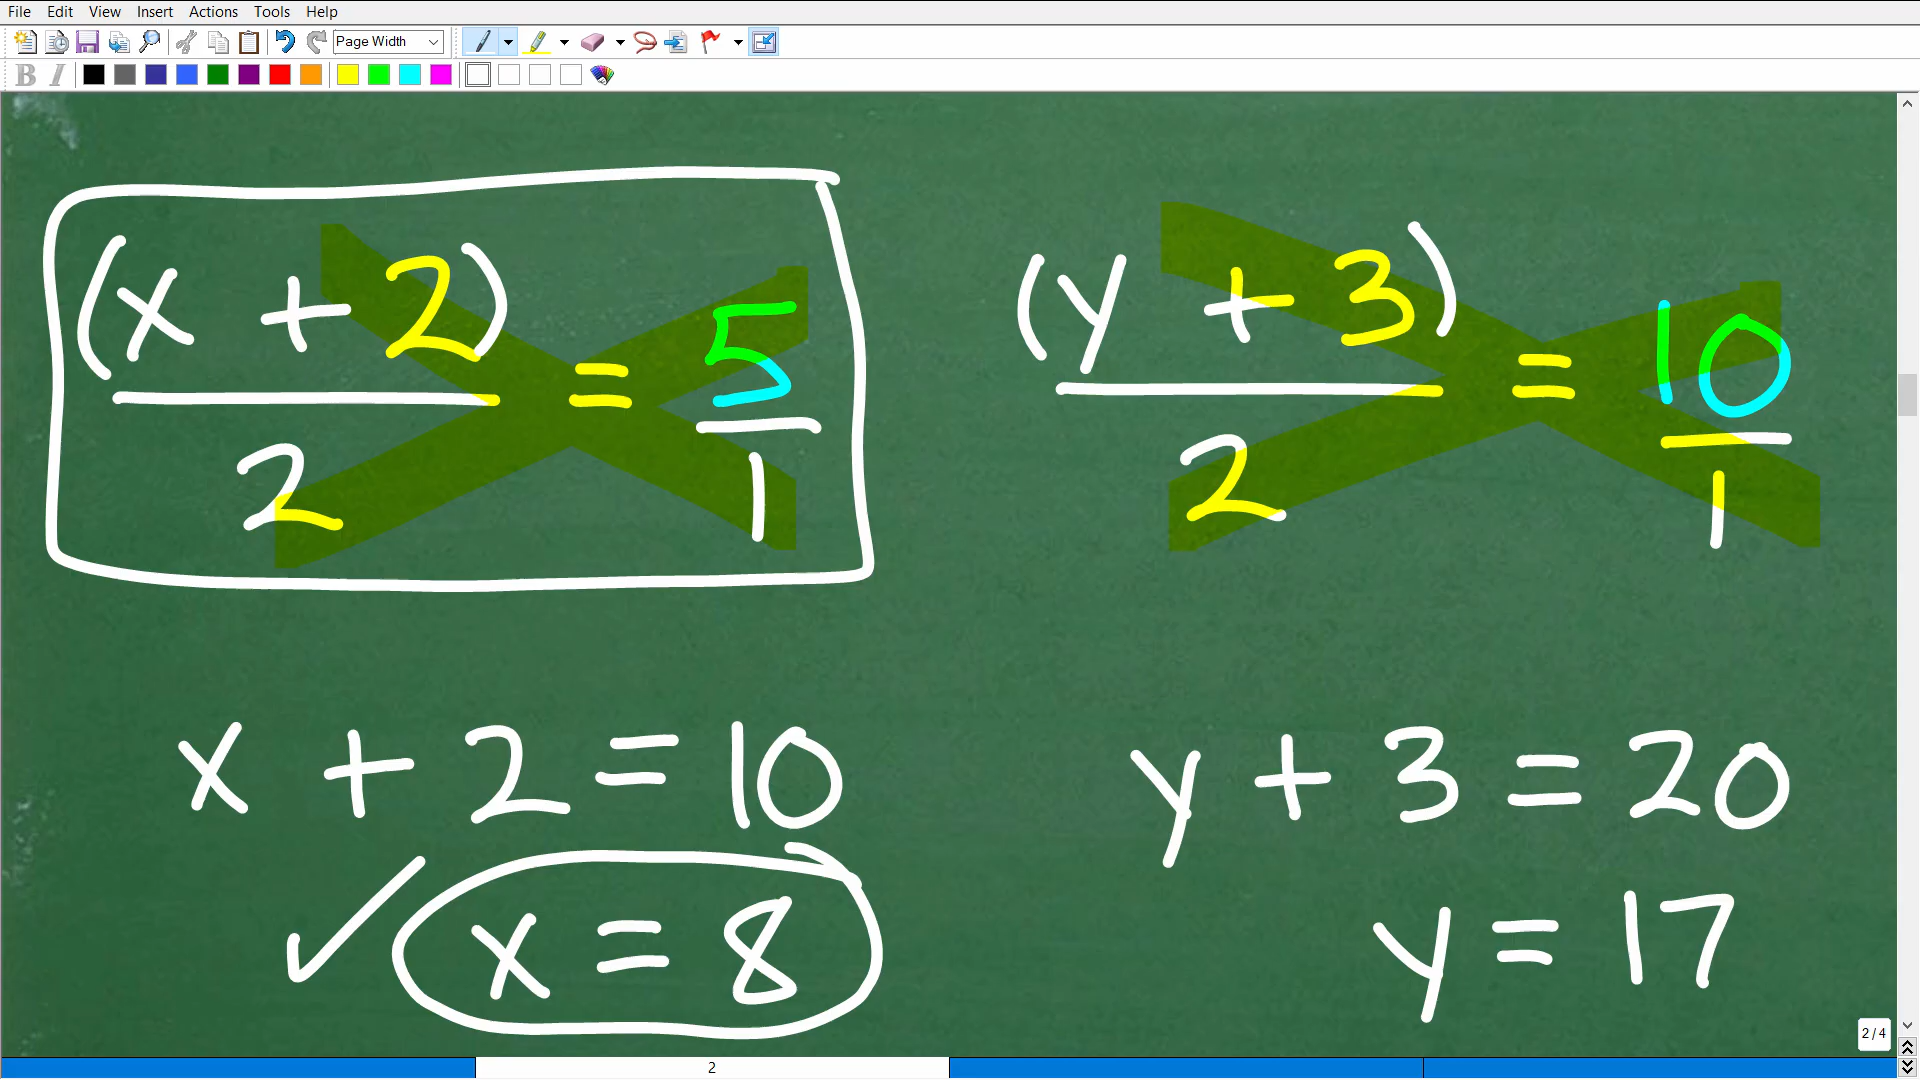 File Edit View Insert Actions Tools Help
Page Width
B I
(x + 2) / 2 = 5 / 1
(y + 3) / 2 = 10 / 1
x + 2 = 10
y + 3 = 20
✓ x = 8
y = 17
2 / 4
2